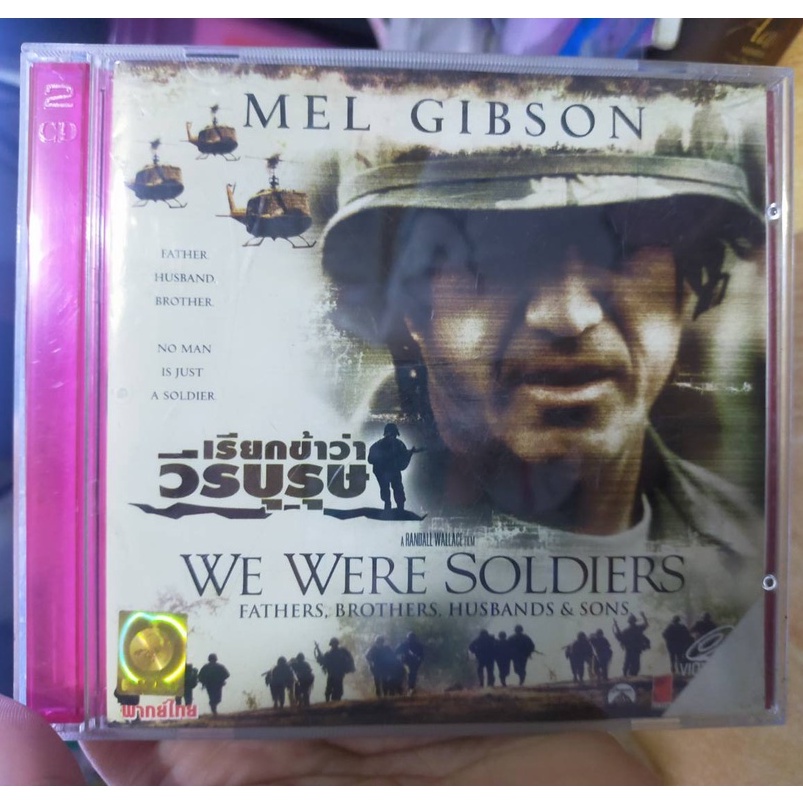 2
CD
MEL GIBSON
FATHER.
HUSBAND.
BROTHER.
NO MAN
IS JUST
A SOLDIER
เรียกข้าว่า
วีรบุรุษ
A RANDALL WALLACE FILM
WE WERE SOLDIERS
FATHERS, BROTHERS, HUSBANDS & SONS
พากย์ไทย